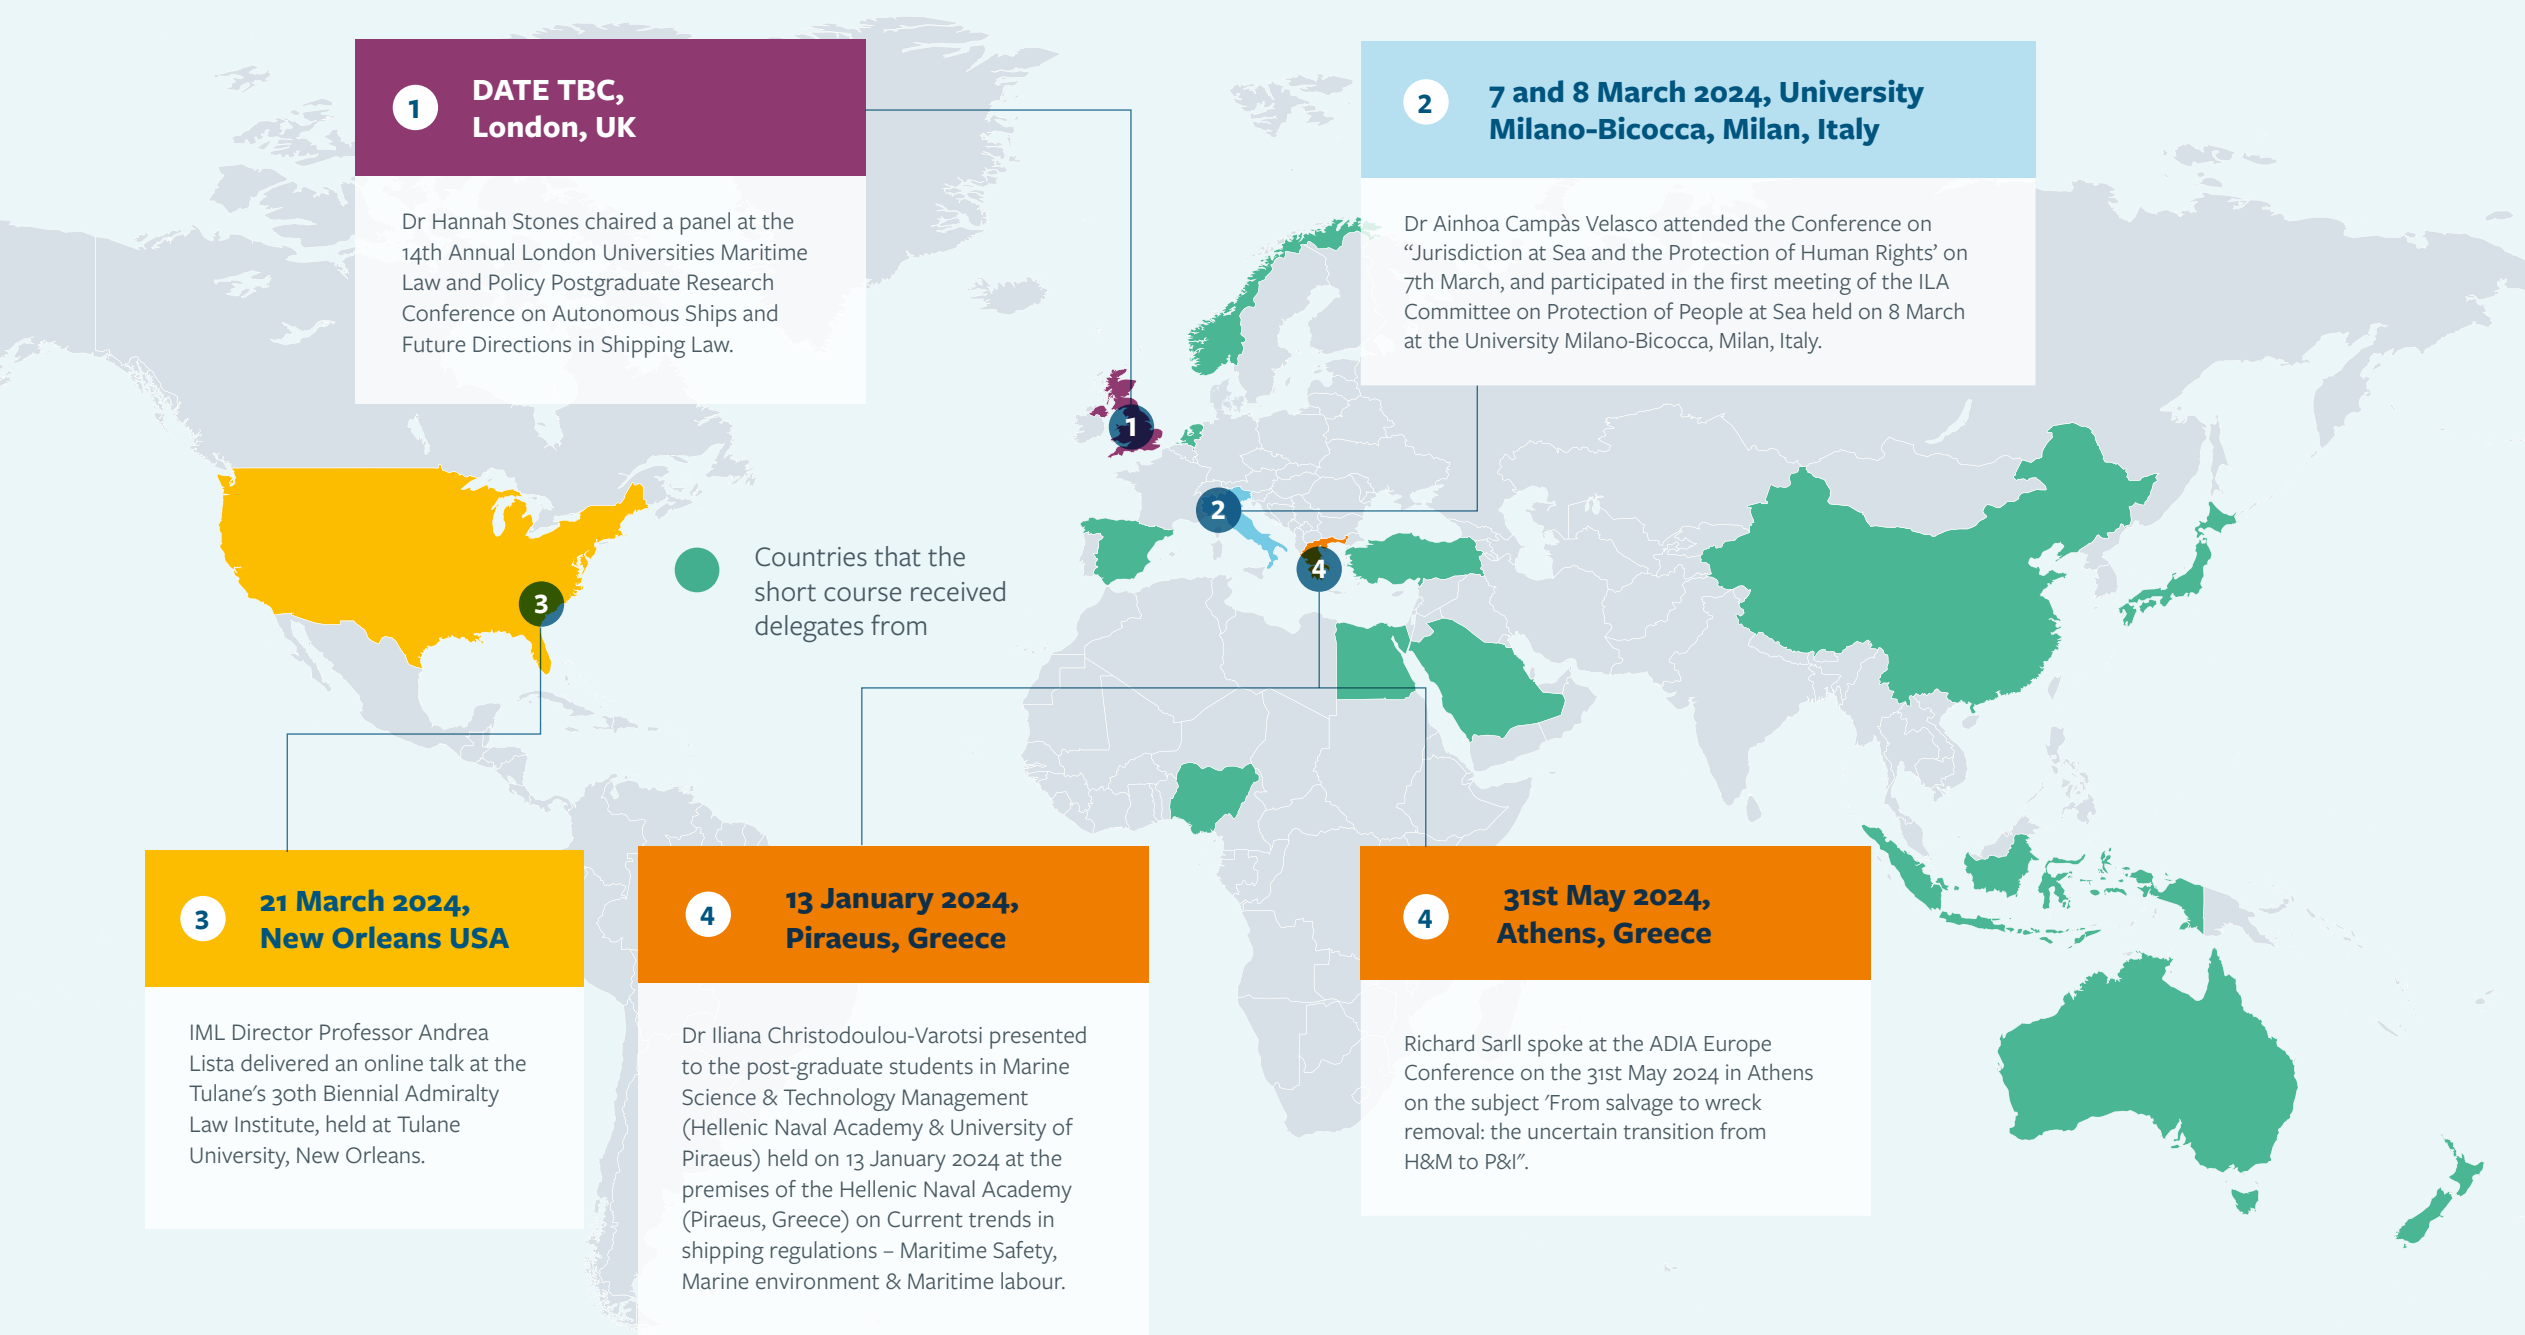 1
DATE TBC,
London, UK
Dr Hannah Stones chaired a panel at the
14th Annual London Universities Maritime
Law and Policy Postgraduate Research
Conference on Autonomous Ships and
Future Directions in Shipping Law.
2
7 and 8 March 2024, University
Milano-Bicocca, Milan, Italy
Dr Ainhoa Campàs Velasco attended the Conference on
“Jurisdiction at Sea and the Protection of Human Rights’ on
7th March, and participated in the first meeting of the ILA
Committee on Protection of People at Sea held on 8 March
at the University Milano-Bicocca, Milan, Italy.
1
2
4
3
Countries that the
short course received
delegates from
3
21 March 2024,
New Orleans USA
IML Director Professor Andrea
Lista delivered an online talk at the
Tulane's 30th Biennial Admiralty
Law Institute, held at Tulane
University, New Orleans.
4
13 January 2024,
Piraeus, Greece
Dr Iliana Christodoulou-Varotsi presented
to the post-graduate students in Marine
Science & Technology Management
(Hellenic Naval Academy & University of
Piraeus) held on 13 January 2024 at the
premises of the Hellenic Naval Academy
(Piraeus, Greece) on Current trends in
shipping regulations – Maritime Safety,
Marine environment & Maritime labour.
4
31st May 2024,
Athens, Greece
Richard Sarll spoke at the ADIA Europe
Conference on the 31st May 2024 in Athens
on the subject 'From salvage to wreck
removal: the uncertain transition from
H&M to P&I".